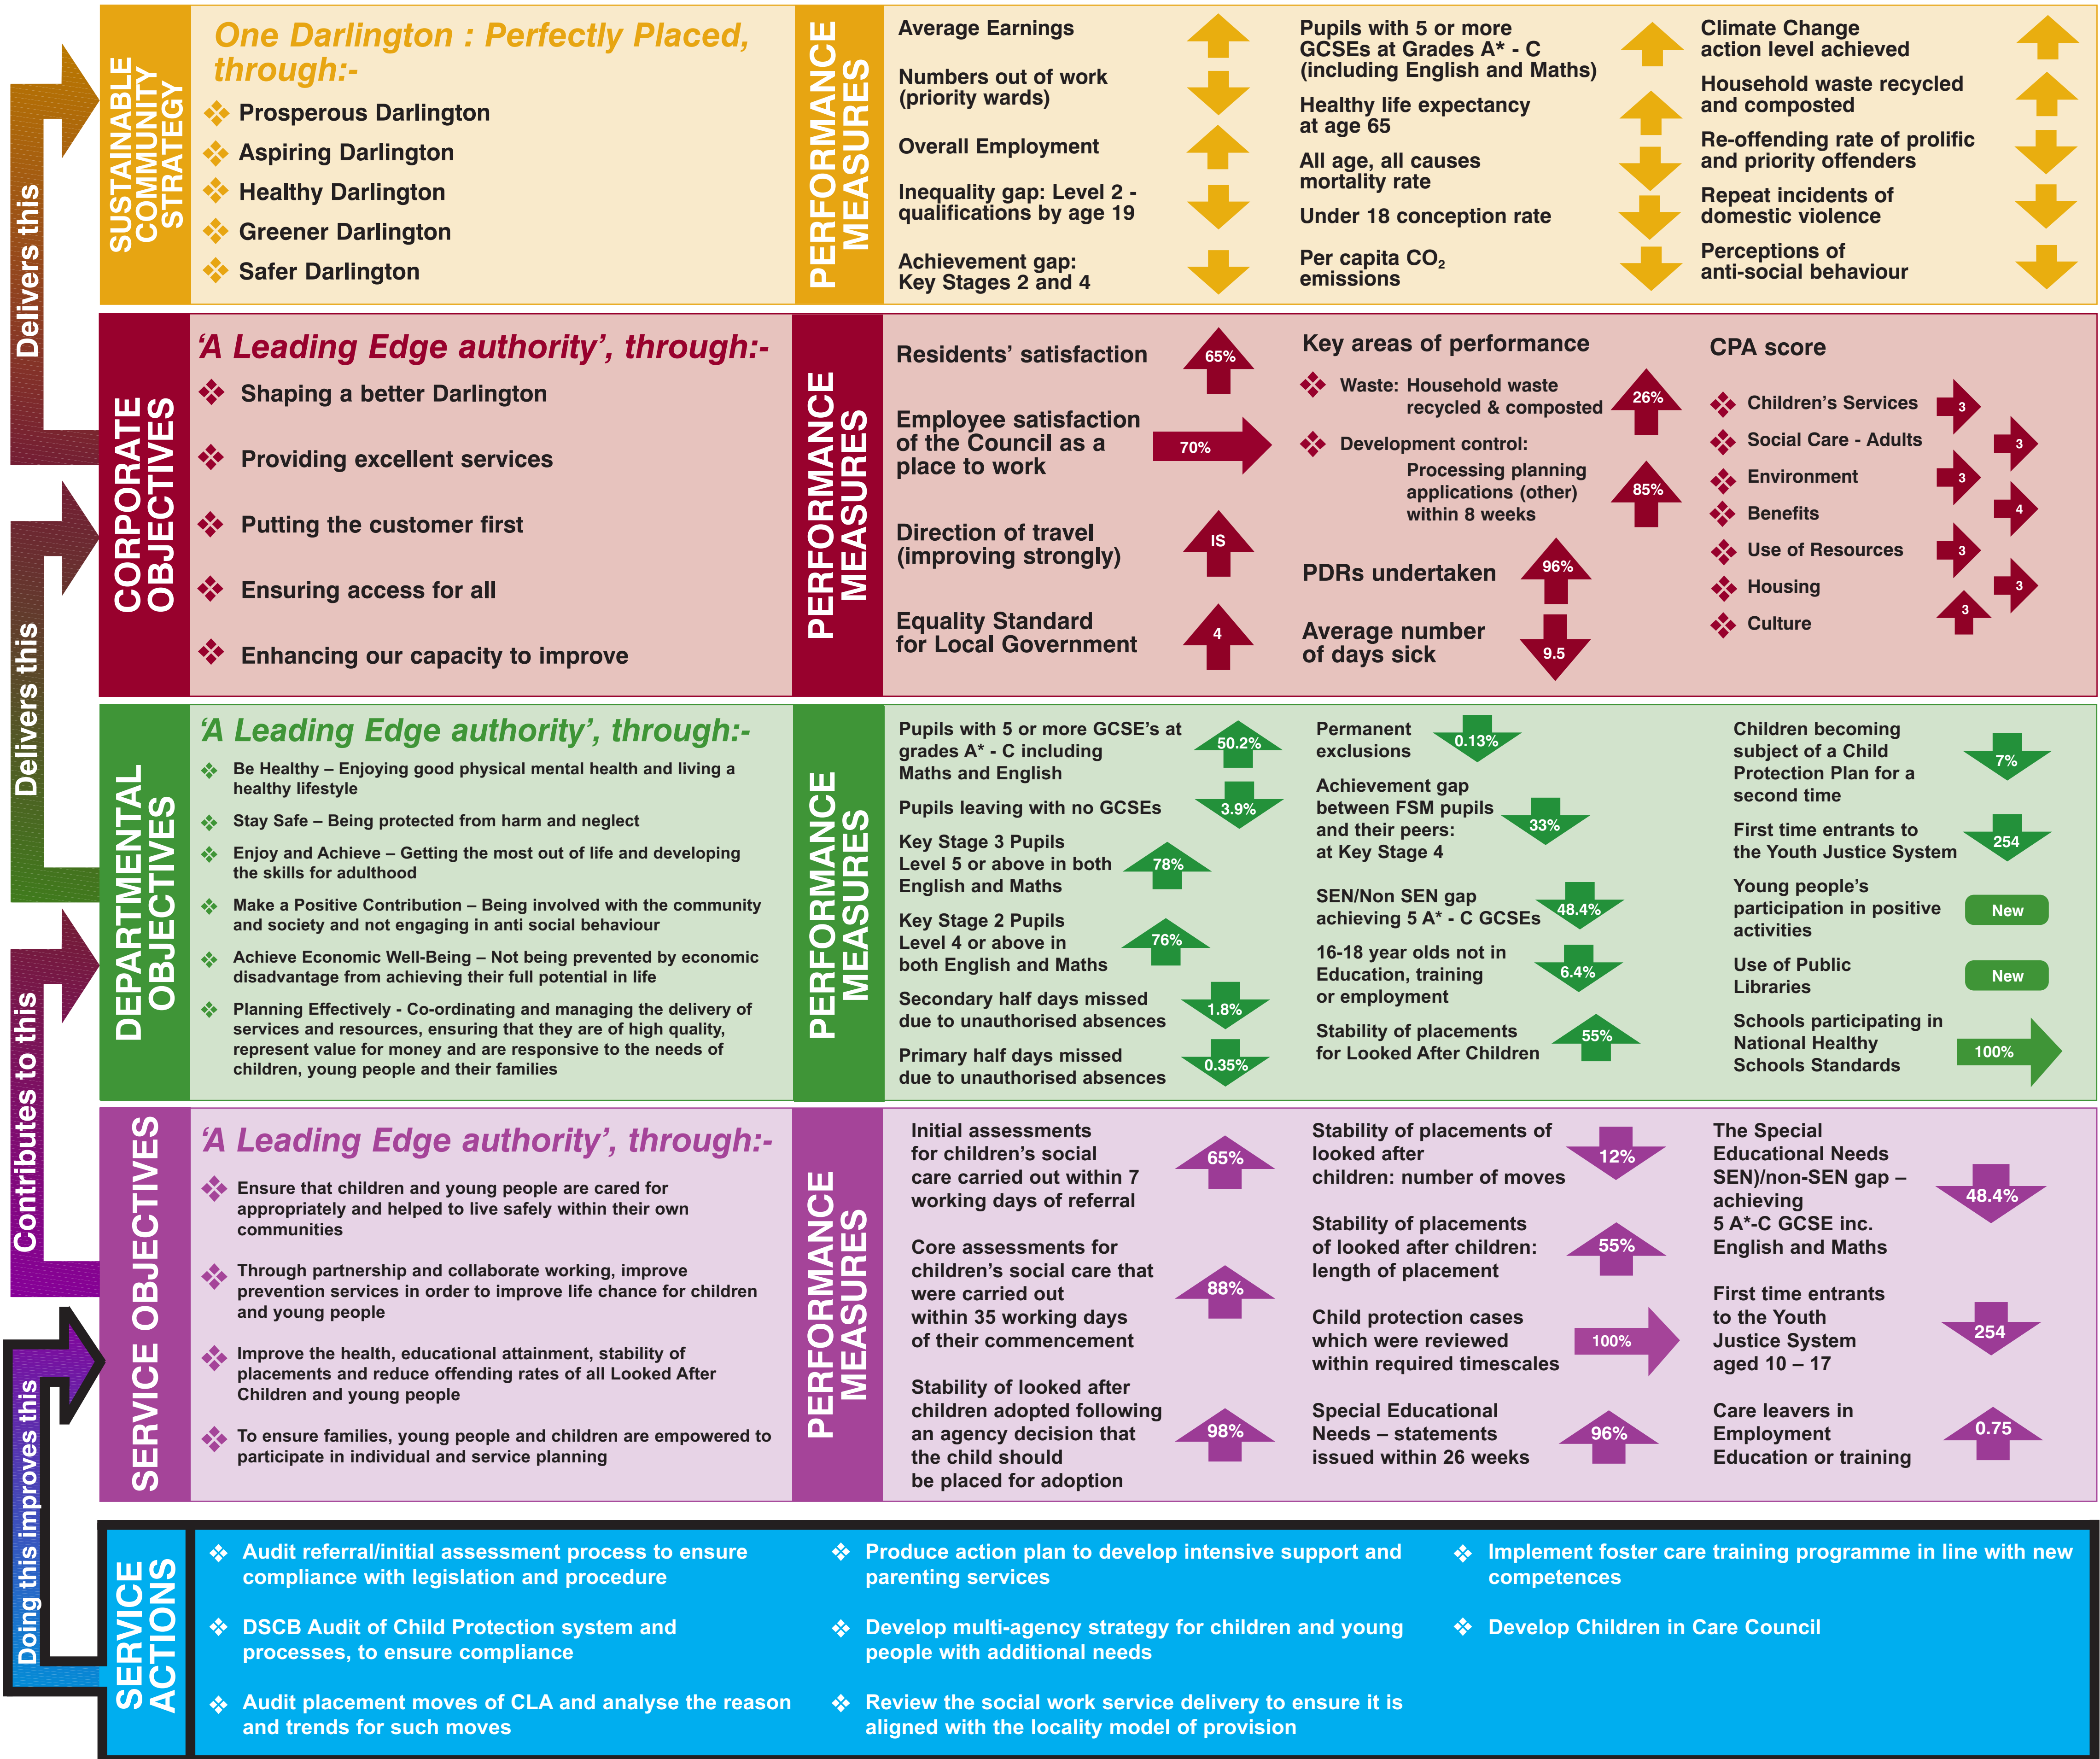 Delivers this
Delivers this
Contributes to this
Doing this improves this
SUSTAINABLE
COMMUNITY
STRATEGY
One Darlington : Perfectly Placed,
through:-
❖ Prosperous Darlington
❖ Aspiring Darlington
❖ Healthy Darlington
❖ Greener Darlington
❖ Safer Darlington
PERFORMANCE
MEASURES
Average Earnings
Numbers out of work
(priority wards)
Overall Employment
Inequality gap: Level 2 -
qualifications by age 19
Achievement gap:
Key Stages 2 and 4
Pupils with 5 or more
GCSEs at Grades A* - C
(including English and Maths)
Healthy life expectancy
at age 65
All age, all causes
mortality rate
Under 18 conception rate
Per capita CO₂
emissions
Climate Change
action level achieved
Household waste recycled
and composted
Re-offending rate of prolific
and priority offenders
Repeat incidents of
domestic violence
Perceptions of
anti-social behaviour
CORPORATE
OBJECTIVES
‘A Leading Edge authority’, through:-
❖ Shaping a better Darlington
❖ Providing excellent services
❖ Putting the customer first
❖ Ensuring access for all
❖ Enhancing our capacity to improve
PERFORMANCE
MEASURES
Residents’ satisfaction
65%
Employee satisfaction
of the Council as a
place to work
70%
Direction of travel
(improving strongly)
IS
Equality Standard
for Local Government
4
Key areas of performance
❖ Waste: Household waste
recycled & composted
26%
❖ Development control:
Processing planning
applications (other)
within 8 weeks
85%
PDRs undertaken
96%
Average number
of days sick
9.5
CPA score
❖ Children’s Services 3
❖ Social Care - Adults 3
❖ Environment 3
❖ Benefits 4
❖ Use of Resources 3
❖ Housing 3
❖ Culture 3
DEPARTMENTAL
OBJECTIVES
‘A Leading Edge authority’, through:-
❖ Be Healthy – Enjoying good physical mental health and living a
healthy lifestyle
❖ Stay Safe – Being protected from harm and neglect
❖ Enjoy and Achieve – Getting the most out of life and developing
the skills for adulthood
❖ Make a Positive Contribution – Being involved with the community
and society and not engaging in anti social behaviour
❖ Achieve Economic Well-Being – Not being prevented by economic
disadvantage from achieving their full potential in life
❖ Planning Effectively - Co-ordinating and managing the delivery of
services and resources, ensuring that they are of high quality,
represent value for money and are responsive to the needs of
children, young people and their families
PERFORMANCE
MEASURES
Pupils with 5 or more GCSE’s at
grades A* - C including
Maths and English
50.2%
Pupils leaving with no GCSEs
3.9%
Key Stage 3 Pupils
Level 5 or above in both
English and Maths
78%
Key Stage 2 Pupils
Level 4 or above in
both English and Maths
76%
Secondary half days missed
due to unauthorised absences
1.8%
Primary half days missed
due to unauthorised absences
0.35%
Permanent
exclusions
0.13%
Achievement gap
between FSM pupils
and their peers:
at Key Stage 4
33%
SEN/Non SEN gap
achieving 5 A* - C GCSEs
48.4%
16-18 year olds not in
Education, training
or employment
6.4%
Stability of placements
for Looked After Children
55%
Children becoming
subject of a Child
Protection Plan for a
second time
7%
First time entrants to
the Youth Justice System
254
Young people’s
participation in positive
activities
New
Use of Public
Libraries
New
Schools participating in
National Healthy
Schools Standards
100%
SERVICE OBJECTIVES
‘A Leading Edge authority’, through:-
❖ Ensure that children and young people are cared for
appropriately and helped to live safely within their own
communities
❖ Through partnership and collaborate working, improve
prevention services in order to improve life chance for children
and young people
❖ Improve the health, educational attainment, stability of
placements and reduce offending rates of all Looked After
Children and young people
❖ To ensure families, young people and children are empowered to
participate in individual and service planning
PERFORMANCE
MEASURES
Initial assessments
for children’s social
care carried out within 7
working days of referral
65%
Core assessments for
children’s social care that
were carried out
within 35 working days
of their commencement
88%
Stability of looked after
children adopted following
an agency decision that
the child should
be placed for adoption
98%
Stability of placements of
looked after
children: number of moves
12%
Stability of placements
of looked after children:
length of placement
55%
Child protection cases
which were reviewed
within required timescales
100%
Special Educational
Needs – statements
issued within 26 weeks
96%
The Special
Educational Needs
SEN)/non-SEN gap –
achieving
5 A*-C GCSE inc.
English and Maths
48.4%
First time entrants
to the Youth
Justice System
aged 10 – 17
254
Care leavers in
Employment
Education or training
0.75
SERVICE
ACTIONS
❖ Audit referral/initial assessment process to ensure
compliance with legislation and procedure
❖ DSCB Audit of Child Protection system and
processes, to ensure compliance
❖ Audit placement moves of CLA and analyse the reason
and trends for such moves
❖ Produce action plan to develop intensive support and
parenting services
❖ Develop multi-agency strategy for children and young
people with additional needs
❖ Review the social work service delivery to ensure it is
aligned with the locality model of provision
❖ Implement foster care training programme in line with new
competences
❖ Develop Children in Care Council